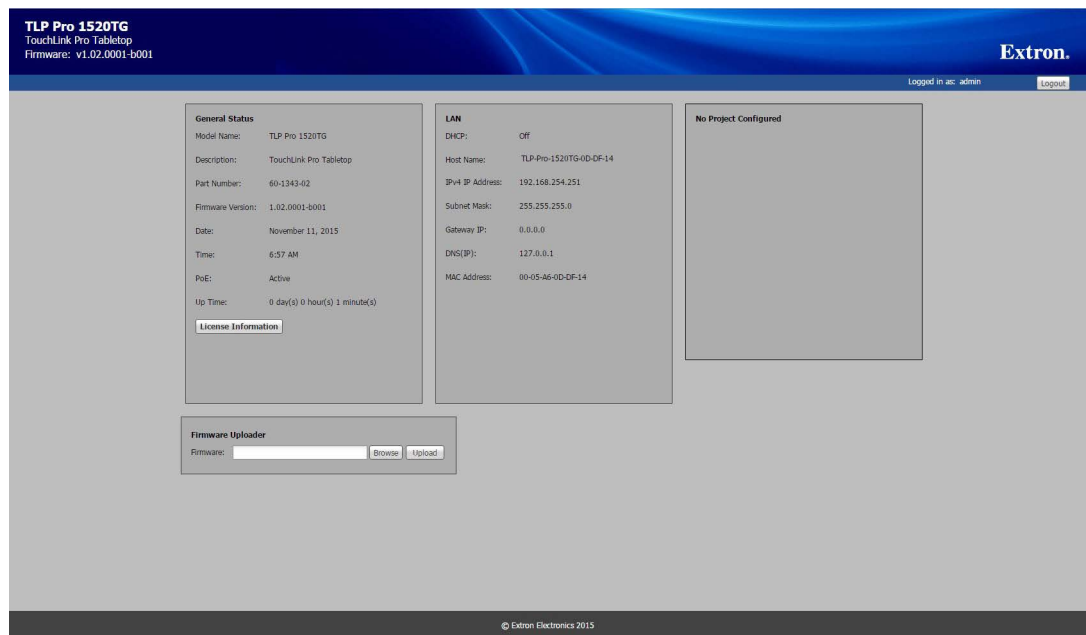 TLP Pro 1520TG
TouchLink Pro Tabletop
Firmware: v1.02.0001-b001
Extron.
Logged in as: admin
Logout
General Status
Model Name: TLP Pro 1520TG
Description: TouchLink Pro Tabletop
Part Number: 60-1343-02
Firmware Version: 1.02.0001-b001
Date: November 11, 2015
Time: 6:57 AM
PoE: Active
Up Time: 0 day(s) 0 hour(s) 1 minute(s)
License Information
LAN
DHCP: Off
Host Name: TLP-Pro-1520TG-0D-DF-14
IPv4 IP Address: 192.168.254.251
Subnet Mask: 255.255.255.0
Gateway IP: 0.0.0.0
DNS(IP): 127.0.0.1
MAC Address: 00-05-A6-0D-DF-14
No Project Configured
Firmware Uploader
Firmware: Browse Upload
© Extron Electronics 2015